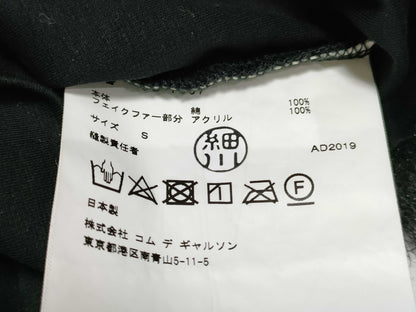 本体 綿 100%
フェイクファー部分 アクリル 100%
サイズ S
縫製責任者 細川
AD2019
日本製
株式会社 コム デ ギャルソン
東京都港区南青山5-11-5